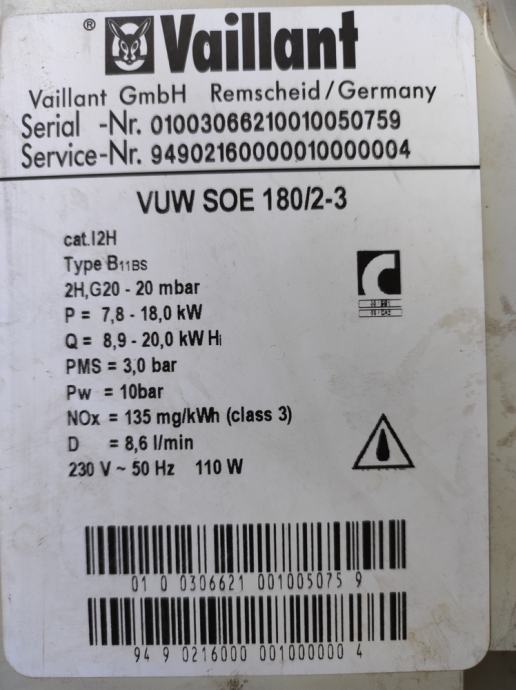 ® Vaillant
Vaillant GmbH Remscheid/Germany
Serial -Nr. 01003066210010050759
Service-Nr. 94902160000010000004
VUW SOE 180/2-3
cat.I2H
Type B11BS
2H,G20 - 20 mbar
P = 7,8 - 18,0 kW
Q = 8,9 - 20,0 kW Hi
PMS = 3,0 bar
Pw = 10bar
NOx = 135 mg/kWh (class 3)
D = 8,6 l/min
230 V ~ 50 Hz 110 W
01 0 0306621 001005075 9
94 9 0216000 001000000 4